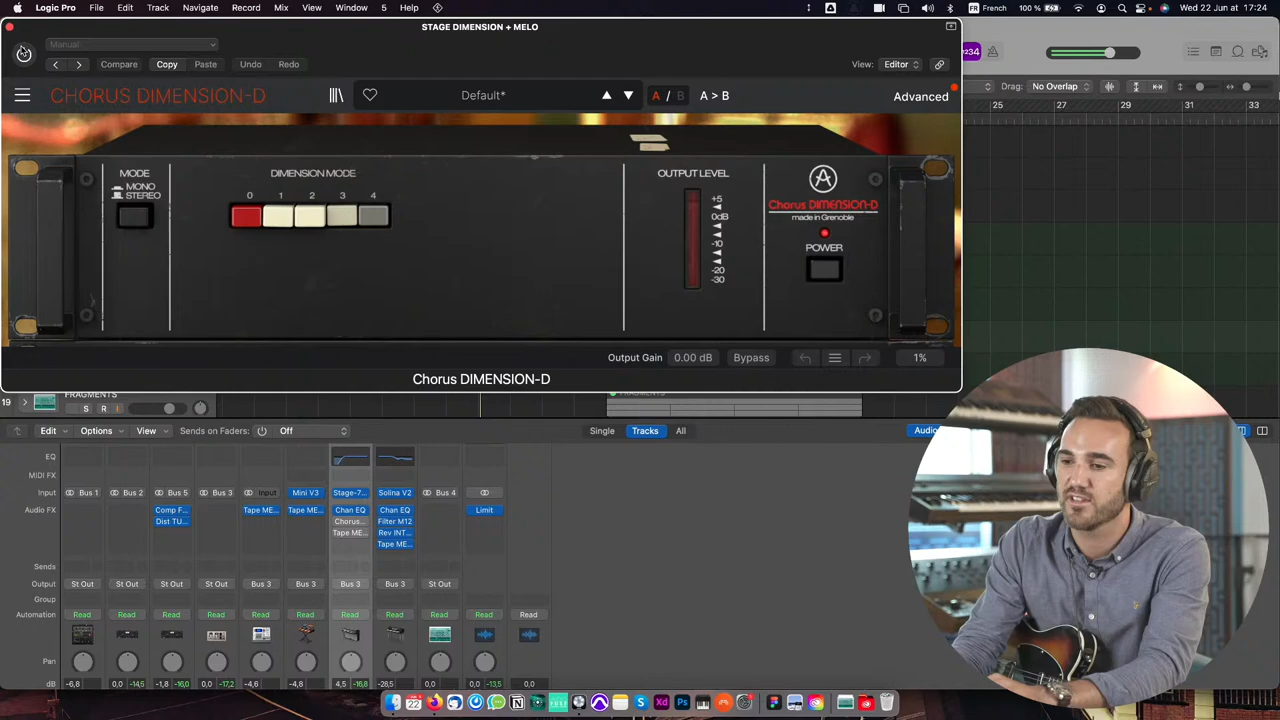 Logic Pro File Edit Track Navigate Record Mix View Window 5 Help French 100 % Wed 22 Jun at 17:24
STAGE DIMENSION + MELO
Manual
Compare Copy Paste Undo Redo View: Editor
CHORUS DIMENSION-D Default* A / B A > B Advanced
234
Drag: No Overlap
25 27 29 31 33
MODE DIMENSION MODE OUTPUT LEVEL
MONO
STEREO
0 1 2 3 4
+5
0dB
-10
-20
-30
Chorus DIMENSION-D
made in Grenoble
POWER
Output Gain 0.00 dB Bypass 1%
Chorus DIMENSION-D
19 FRAGMENTS FRAGMENTS
S R I
Edit Options View Sends on Faders: Off Single Tracks All Audio
EQ
MIDI FX
Input Bus 1 Bus 2 Bus 5 Bus 3 Input Mini V3 Stage-7... Solina V2 Bus 4
Audio FX Comp F... Tape ME... Tape ME... Chan EQ Chan EQ Limit
Dist TU... Chorus... Filter M12
Tape ME... Rev INT...
Tape ME...
Sends
Output St Out St Out St Out St Out Bus 3 Bus 3 Bus 3 Bus 3 St Out
Group
Automation Read Read Read Read Read Read Read Read Read Read Read
Pan
dB -6,8 0,0 -14,5 -1,8 -16,0 0,0 -17,2 -4,6 -4,8 4,5 -16,8 -28,5 0,0 0,0 -13,5